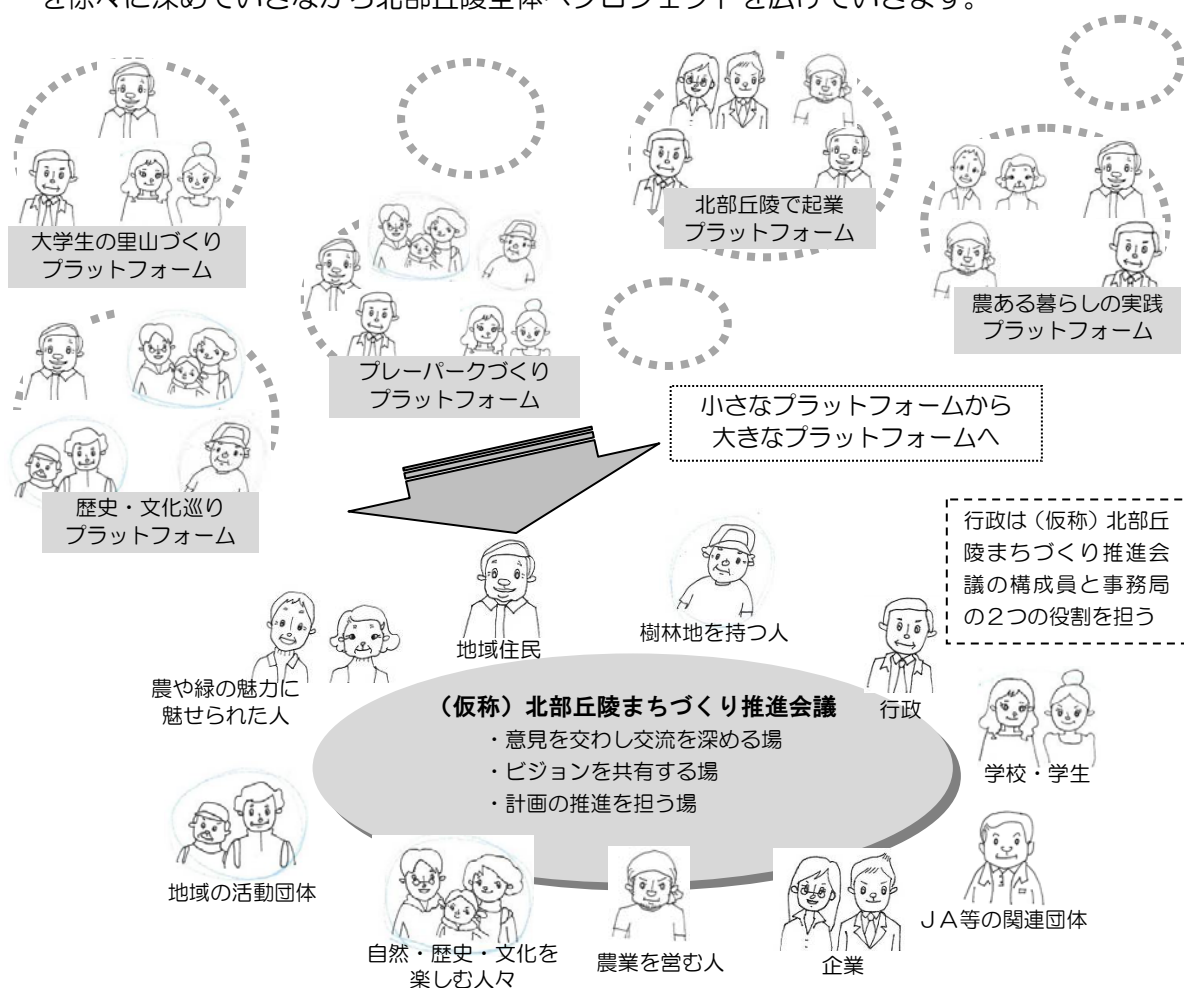 を徐々に深めていきながら北部丘陵全体へプロジェクトを広げていきます。
大学生の里山づくり
プラットフォーム
北部丘陵で起業
プラットフォーム
農ある暮らしの実践
プラットフォーム
プレーパークづくり
プラットフォーム
歴史・文化巡り
プラットフォーム
小さなプラットフォームから
大きなプラットフォームへ
行政は（仮称）北部丘
陵まちづくり推進会
議の構成員と事務局
の２つの役割を担う
地域住民
樹林地を持つ人
行政
農や緑の魅力に
魅せられた人
（仮称）北部丘陵まちづくり推進会議
・意見を交わし交流を深める場
・ビジョンを共有する場
・計画の推進を担う場
学校・学生
地域の活動団体
自然・歴史・文化を
楽しむ人々
農業を営む人
企業
ＪＡ等の関連団体